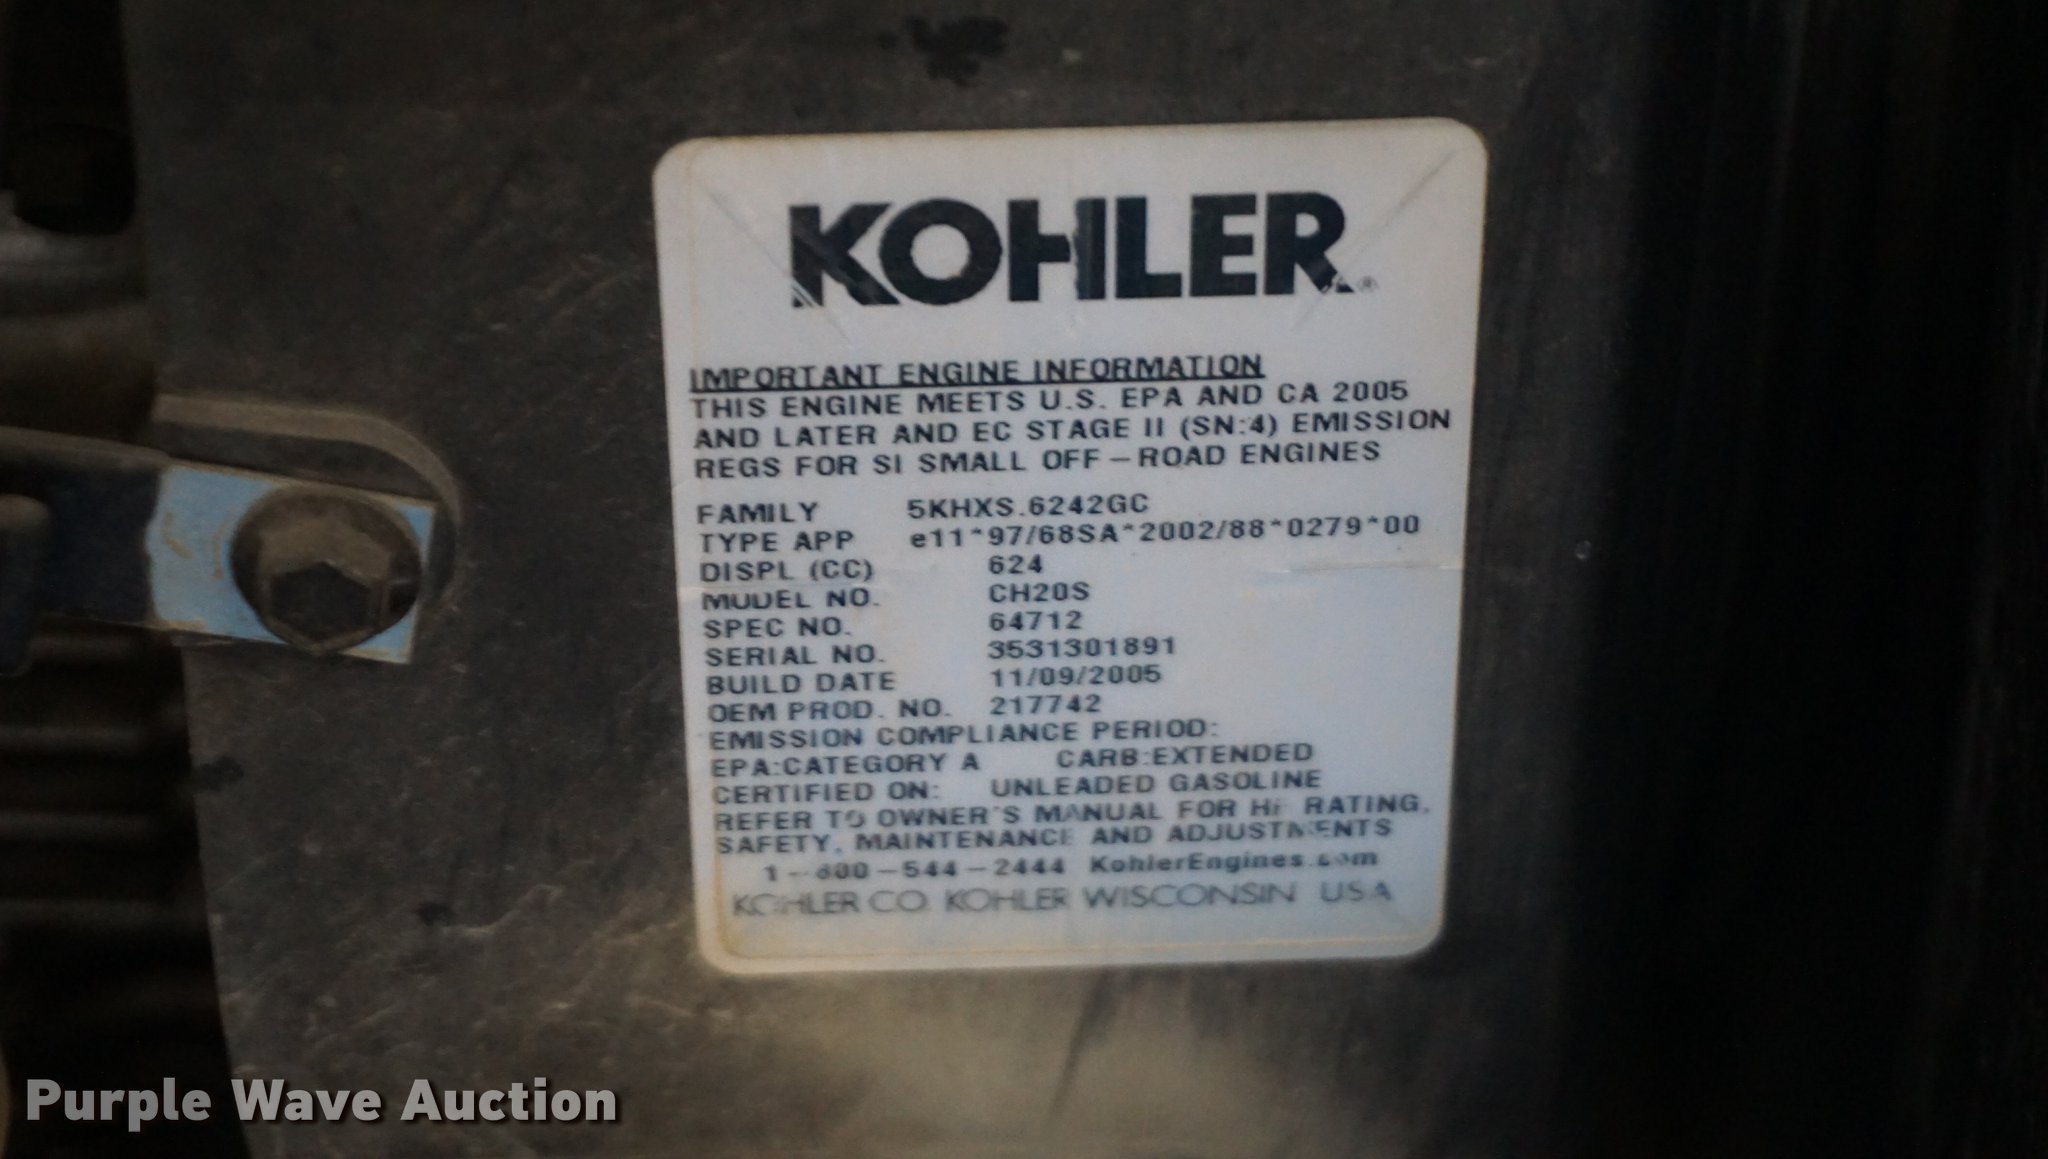 KOHLER®
IMPORTANT ENGINE INFORMATION
THIS ENGINE MEETS U.S. EPA AND CA 2005
AND LATER AND EC STAGE II (SN:4) EMISSION
REGS FOR SI SMALL OFF-ROAD ENGINES
FAMILY 5KHXS.6242GC
TYPE APP e11*97/68SA*2002/88*0279*00
DISPL (CC) 624
MODEL NO. CH20S
SPEC NO. 64712
SERIAL NO. 3531301891
BUILD DATE 11/09/2005
OEM PROD. NO. 217742
EMISSION COMPLIANCE PERIOD:
EPA:CATEGORY A CARB:EXTENDED
CERTIFIED ON: UNLEADED GASOLINE
REFER TO OWNER'S MANUAL FOR HP RATING,
SAFETY, MAINTENANCE AND ADJUSTMENTS
1-800-544-2444 KohlerEngines.com
KOHLER CO. KOHLER WISCONSIN USA
Purple Wave Auction